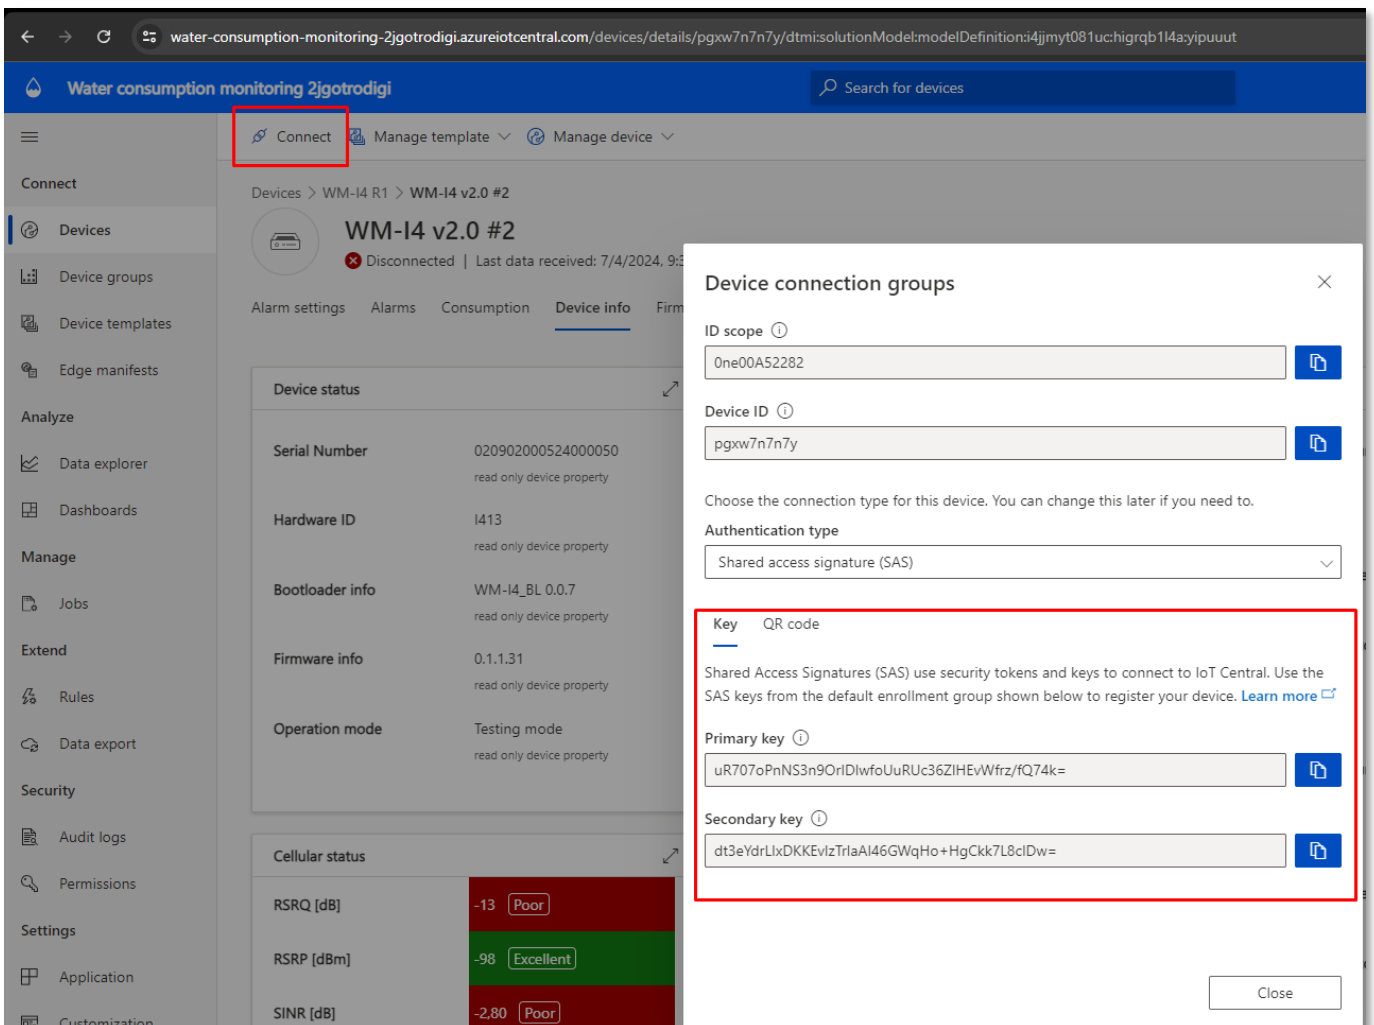 water-consumption-monitoring-2jgotrodigi.azureiotcentral.com/devices/details/pgxw7n7n7y/dtmi:solutionModel:modelDefinition:i4jjmyt081uc:higrqb1l4a:yipuuut
Water consumption monitoring 2jgotrodigi
Search for devices
Connect
Manage template
Manage device
Connect
Devices
Device groups
Device templates
Edge manifests
Analyze
Data explorer
Dashboards
Manage
Jobs
Extend
Rules
Data export
Security
Audit logs
Permissions
Settings
Application
Customization
Devices > WM-I4 R1 > WM-I4 v2.0 #2
WM-I4 v2.0 #2
Disconnected | Last data received: 7/4/2024, 9:3
Alarm settings
Alarms
Consumption
Device info
Firm
Device status
Serial Number
020902000524000050
read only device property
Hardware ID
I413
read only device property
Bootloader info
WM-I4_BL 0.0.7
read only device property
Firmware info
0.1.1.31
read only device property
Operation mode
Testing mode
read only device property
Cellular status
RSRQ [dB]
-13 Poor
RSRP [dBm]
-98 Excellent
SINR [dB]
-2,80 Poor
Device connection groups
ID scope
0ne00A52282
Device ID
pgxw7n7n7y
Choose the connection type for this device. You can change this later if you need to.
Authentication type
Shared access signature (SAS)
Key
QR code
Shared Access Signatures (SAS) use security tokens and keys to connect to IoT Central. Use the
SAS keys from the default enrollment group shown below to register your device. Learn more
Primary key
uR707oPnNS3n9OrIDIwfoUuRUc36ZIHEvWfrz/fQ74k=
Secondary key
dt3eYdrLIxDKKEvIzTrIaAI46GWqHo+HgCkk7L8cIDw=
Close